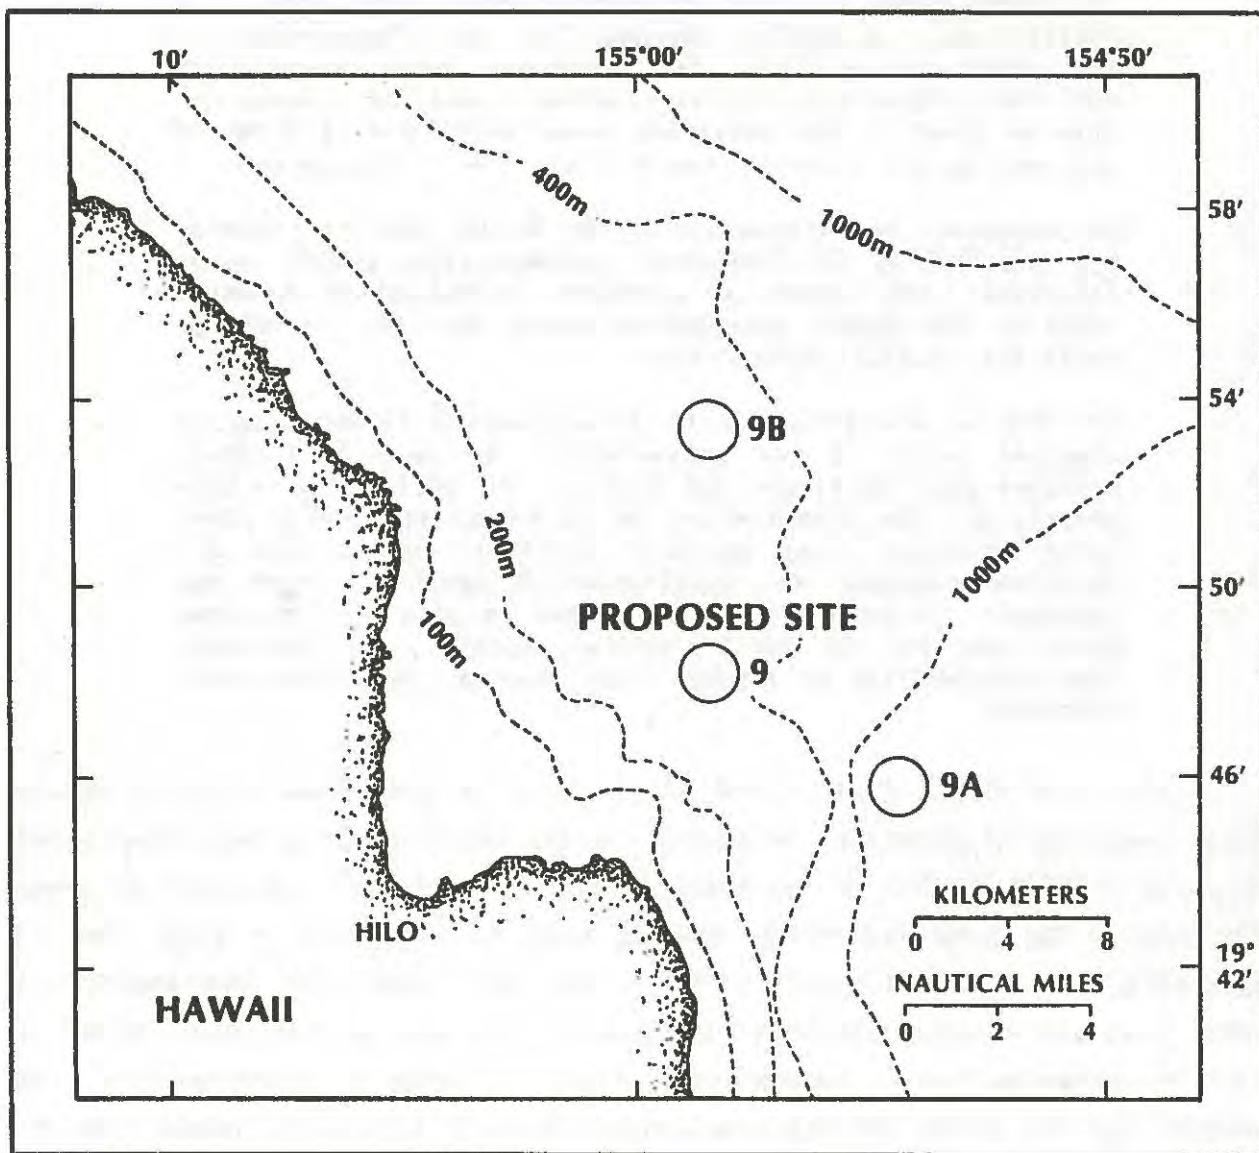 10′ 155°00′ 154°50′
400m
1000m
58′
54′
9B
200m
1000m
50′
PROPOSED SITE
100m
9
46′
9A
KILOMETERS
0 4 8
HILO
19°
42′
NAUTICAL MILES
0 2 4
HAWAII